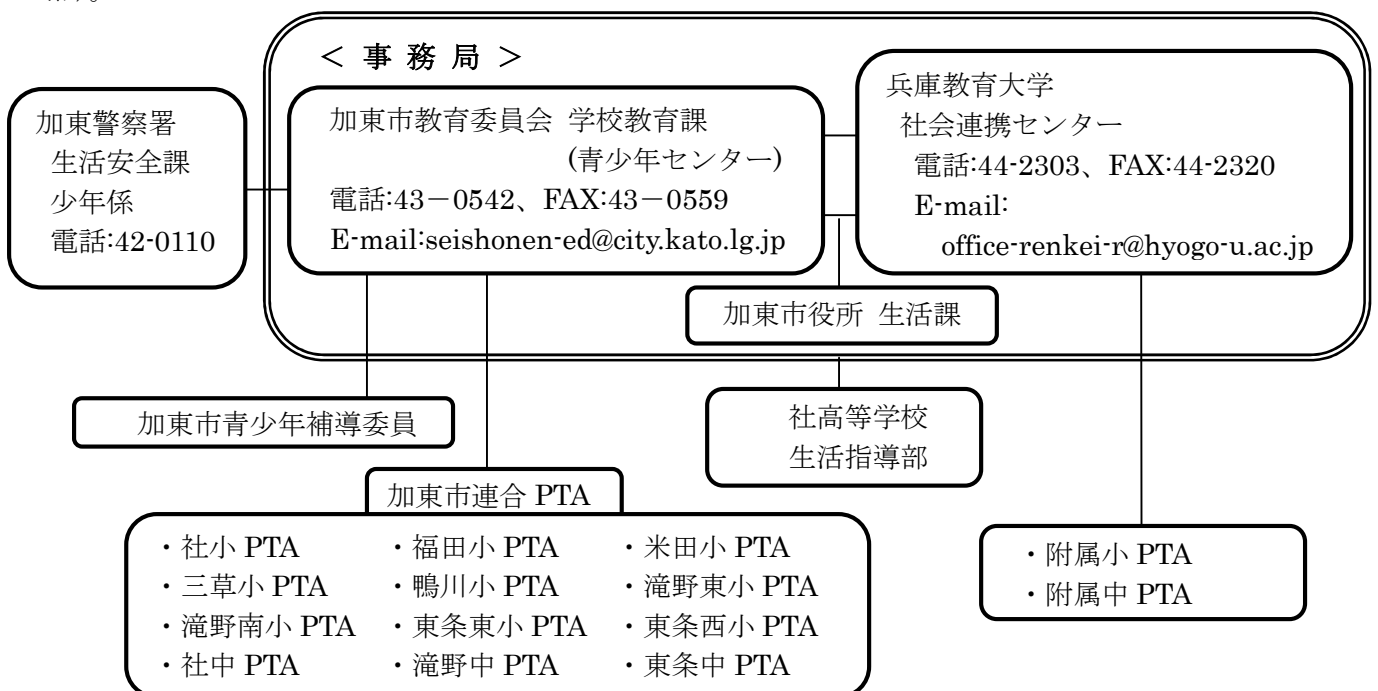 ＜ 事 務 局 ＞
加東警察署
生活安全課
少年係
電話:42-0110
加東市教育委員会 学校教育課
(青少年センター)
電話:43－0542、FAX:43－0559
E-mail:seishonen-ed@city.kato.lg.jp
兵庫教育大学
社会連携センター
電話:44-2303、FAX:44-2320
E-mail:
office-renkei-r@hyogo-u.ac.jp
加東市役所 生活課
加東市青少年補導委員
社高等学校
生活指導部
加東市連合 PTA
・社小 PTA ・福田小 PTA ・米田小 PTA
・三草小 PTA ・鴨川小 PTA ・滝野東小 PTA
・滝野南小 PTA ・東条東小 PTA ・東条西小 PTA
・社中 PTA ・滝野中 PTA ・東条中 PTA
・附属小 PTA
・附属中 PTA